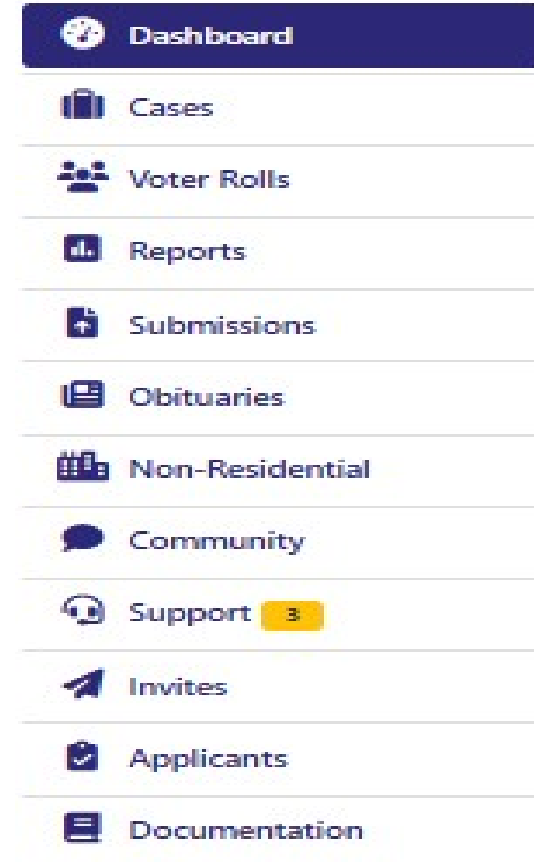 Dashboard
Cases
Voter Rolls
Reports
Submissions
Obituaries
Non-Residential
Community
Support 3
Invites
Applicants
Documentation